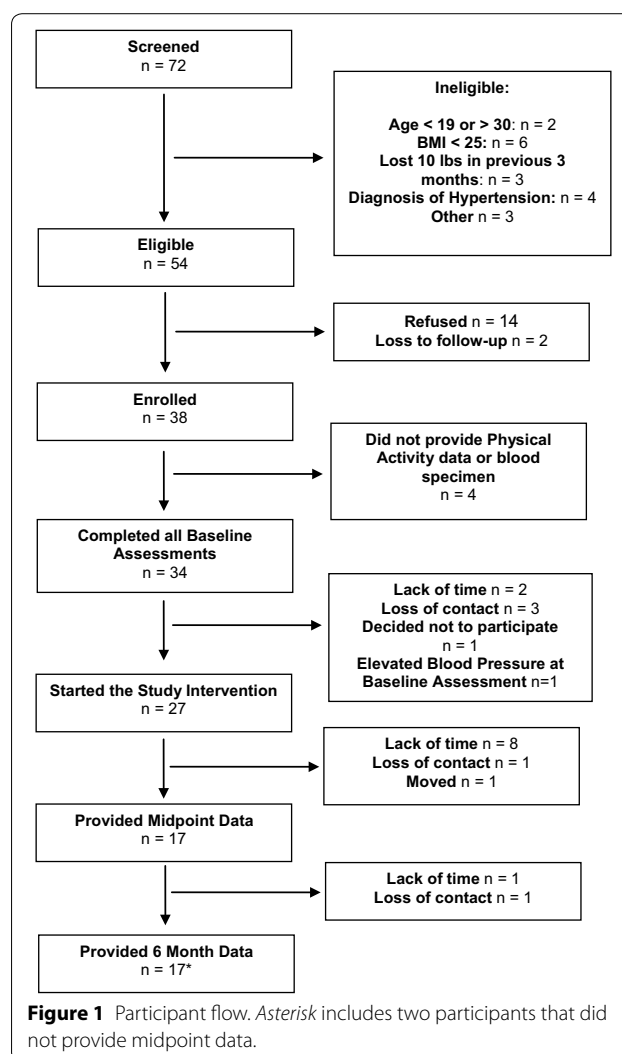 Screened
n = 72
Ineligible:
Age < 19 or > 30: n = 2
BMI < 25: n = 6
Lost 10 lbs in previous 3
months: n = 3
Diagnosis of Hypertension: n = 4
Other n = 3
Eligible
n = 54
Refused n = 14
Loss to follow-up n = 2
Enrolled
n = 38
Did not provide Physical
Activity data or blood
specimen
n = 4
Completed all Baseline
Assessments
n = 34
Lack of time n = 2
Loss of contact n = 3
Decided not to participate
n = 1
Elevated Blood Pressure at
Baseline Assessment n=1
Started the Study Intervention
n = 27
Lack of time n = 8
Loss of contact n = 1
Moved n = 1
Provided Midpoint Data
n = 17
Lack of time n = 1
Loss of contact n = 1
Provided 6 Month Data
n = 17*
Figure 1 Participant flow. Asterisk includes two participants that did
not provide midpoint data.